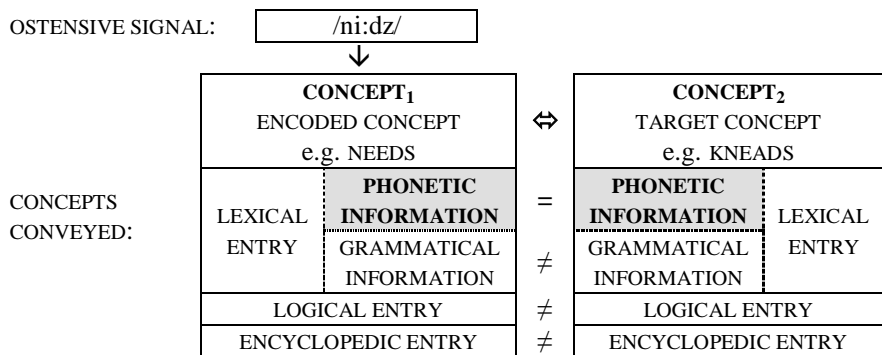 OSTENSIVE SIGNAL: /ni:dz/
↓
CONCEPT1 CONCEPT2
ENCODED CONCEPT ⇔ TARGET CONCEPT
e.g. NEEDS e.g. KNEADS
PHONETIC PHONETIC
CONCEPTS LEXICAL INFORMATION = INFORMATION LEXICAL
CONVEYED: ENTRY GRAMMATICAL GRAMMATICAL ENTRY
INFORMATION ≠ INFORMATION
LOGICAL ENTRY ≠ LOGICAL ENTRY
ENCYCLOPEDIC ENTRY ≠ ENCYCLOPEDIC ENTRY